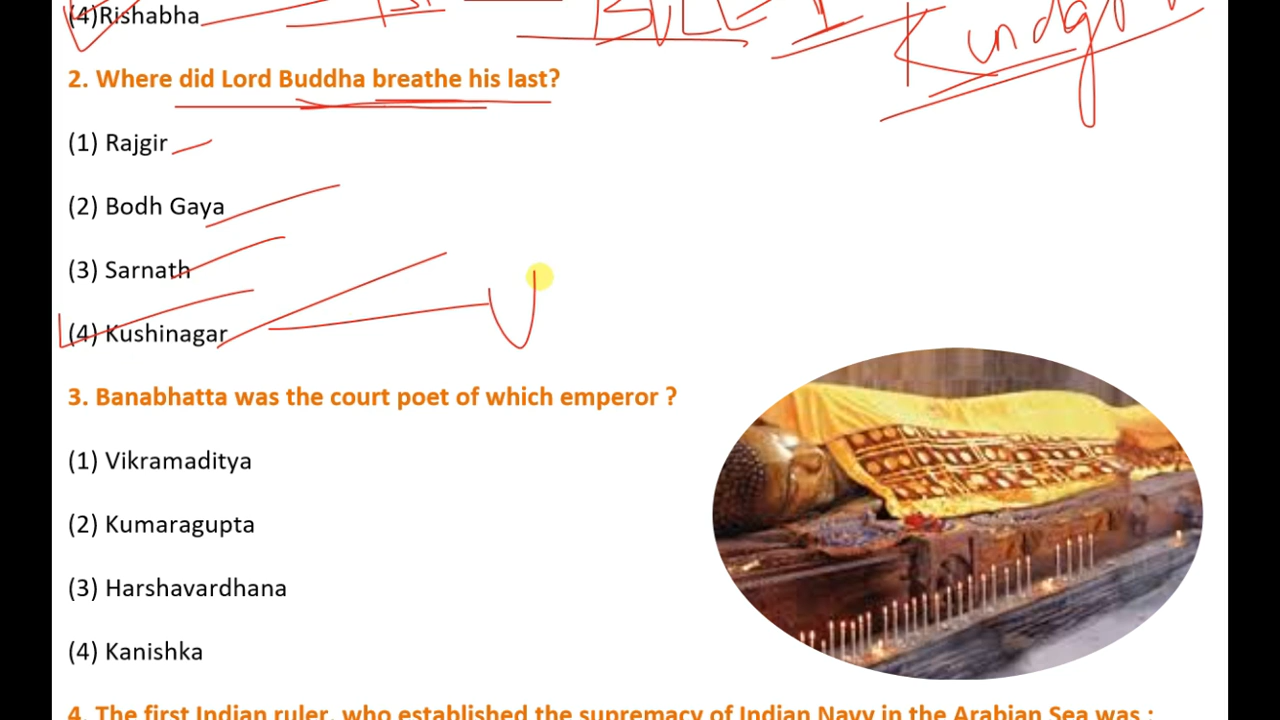 (4)Rishabha
2. Where did Lord Buddha breathe his last?
(1) Rajgir
(2) Bodh Gaya
(3) Sarnath
(4) Kushinagar
3. Banabhatta was the court poet of which emperor ?
(1) Vikramaditya
(2) Kumaragupta
(3) Harshavardhana
(4) Kanishka
4. The first Indian ruler, who established the supremacy of Indian Navy in the Arabian Sea was :